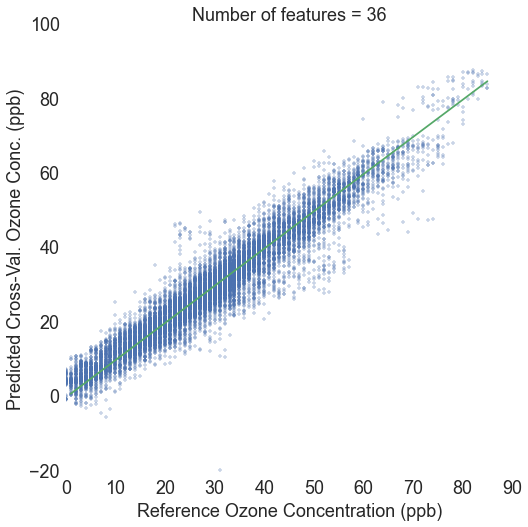 Number of features = 36
100
80
60
40
20
0
−20
Predicted Cross-Val. Ozone Conc. (ppb)
0 10 20 30 40 50 60 70 80 90
Reference Ozone Concentration (ppb)